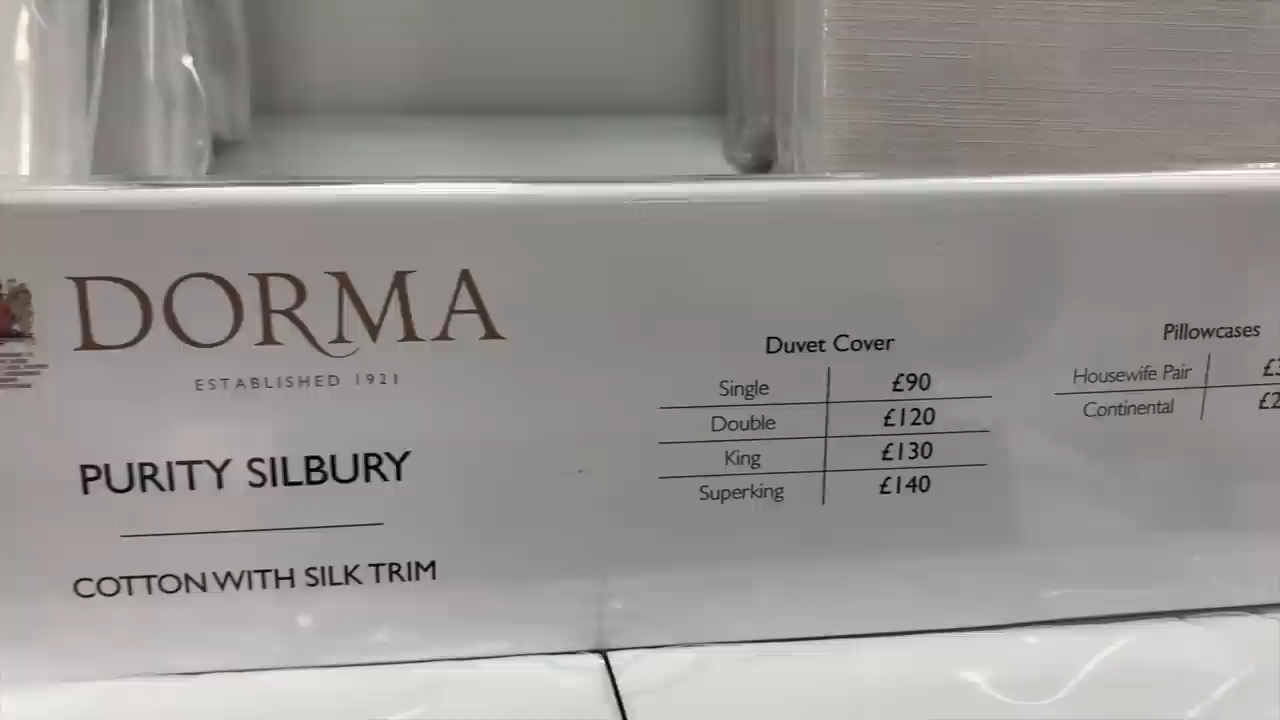 DORMA
ESTABLISHED 1921
PURITY SILBURY
COTTON WITH SILK TRIM
Duvet Cover
Single £90
Double £120
King £130
Superking £140
Pillowcases
Housewife Pair
Continental